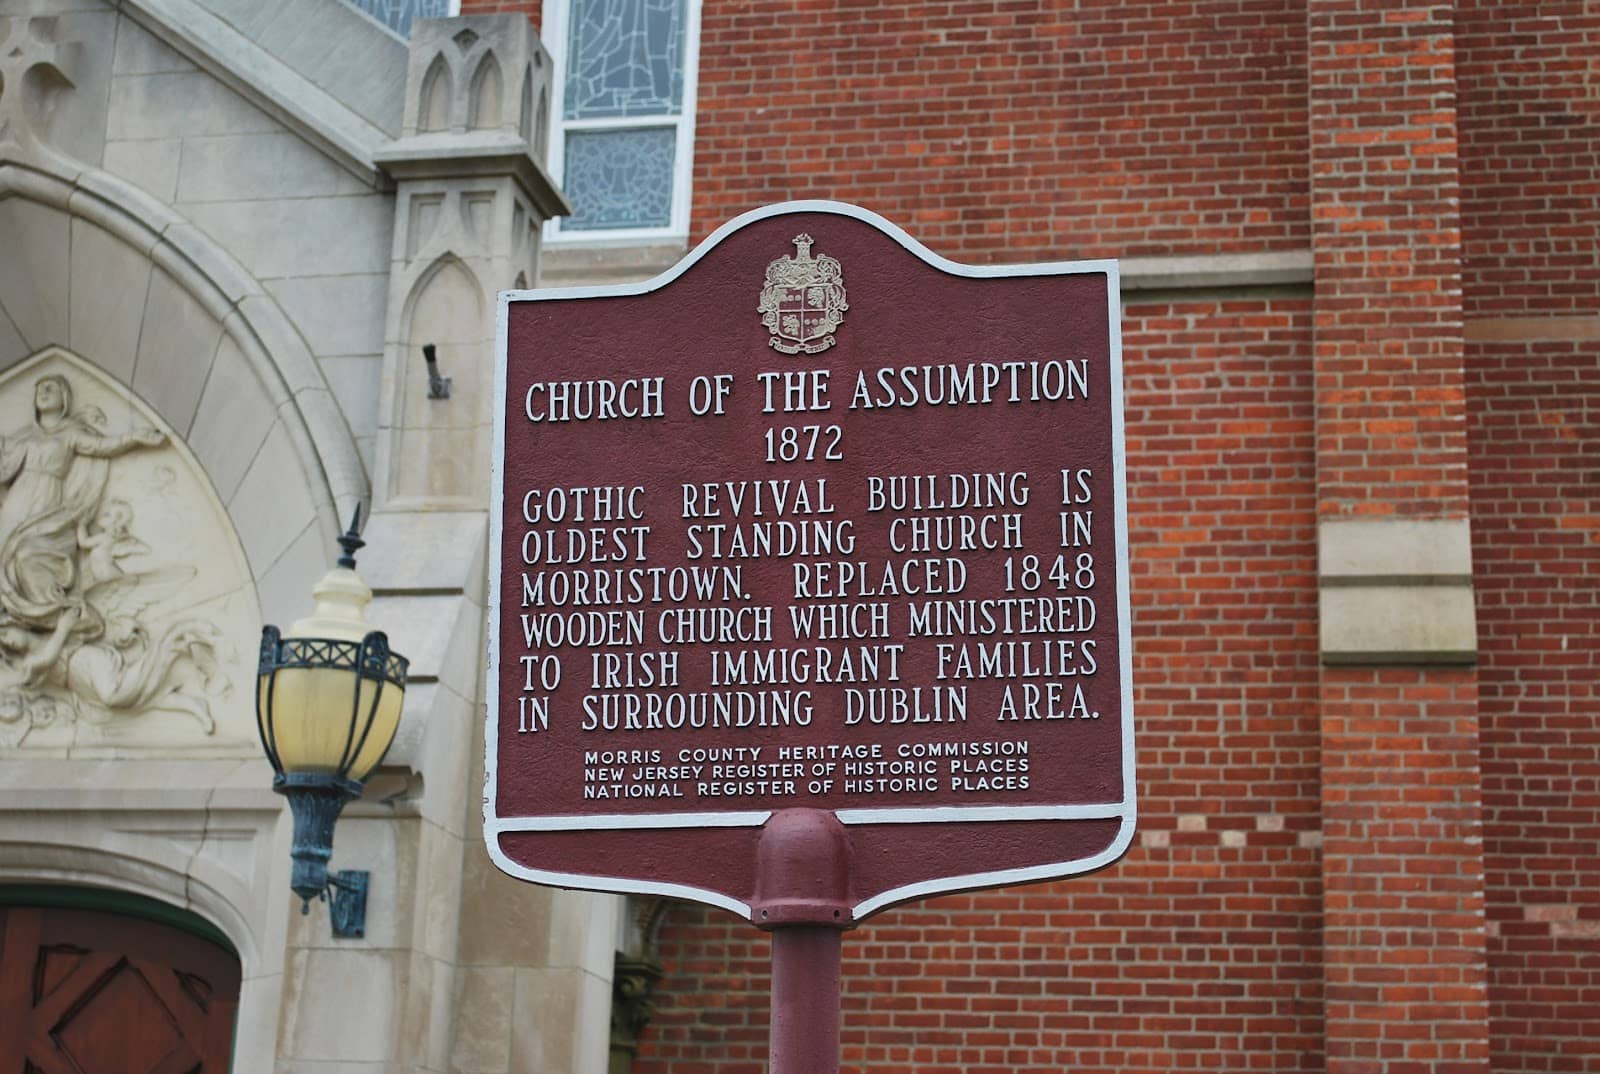 CHURCH OF THE ASSUMPTION
1872
GOTHIC REVIVAL BUILDING IS
OLDEST STANDING CHURCH IN
MORRISTOWN. REPLACED 1848
WOODEN CHURCH WHICH MINISTERED
TO IRISH IMMIGRANT FAMILIES
IN SURROUNDING DUBLIN AREA.
MORRIS COUNTY HERITAGE COMMISSION
NEW JERSEY REGISTER OF HISTORIC PLACES
NATIONAL REGISTER OF HISTORIC PLACES